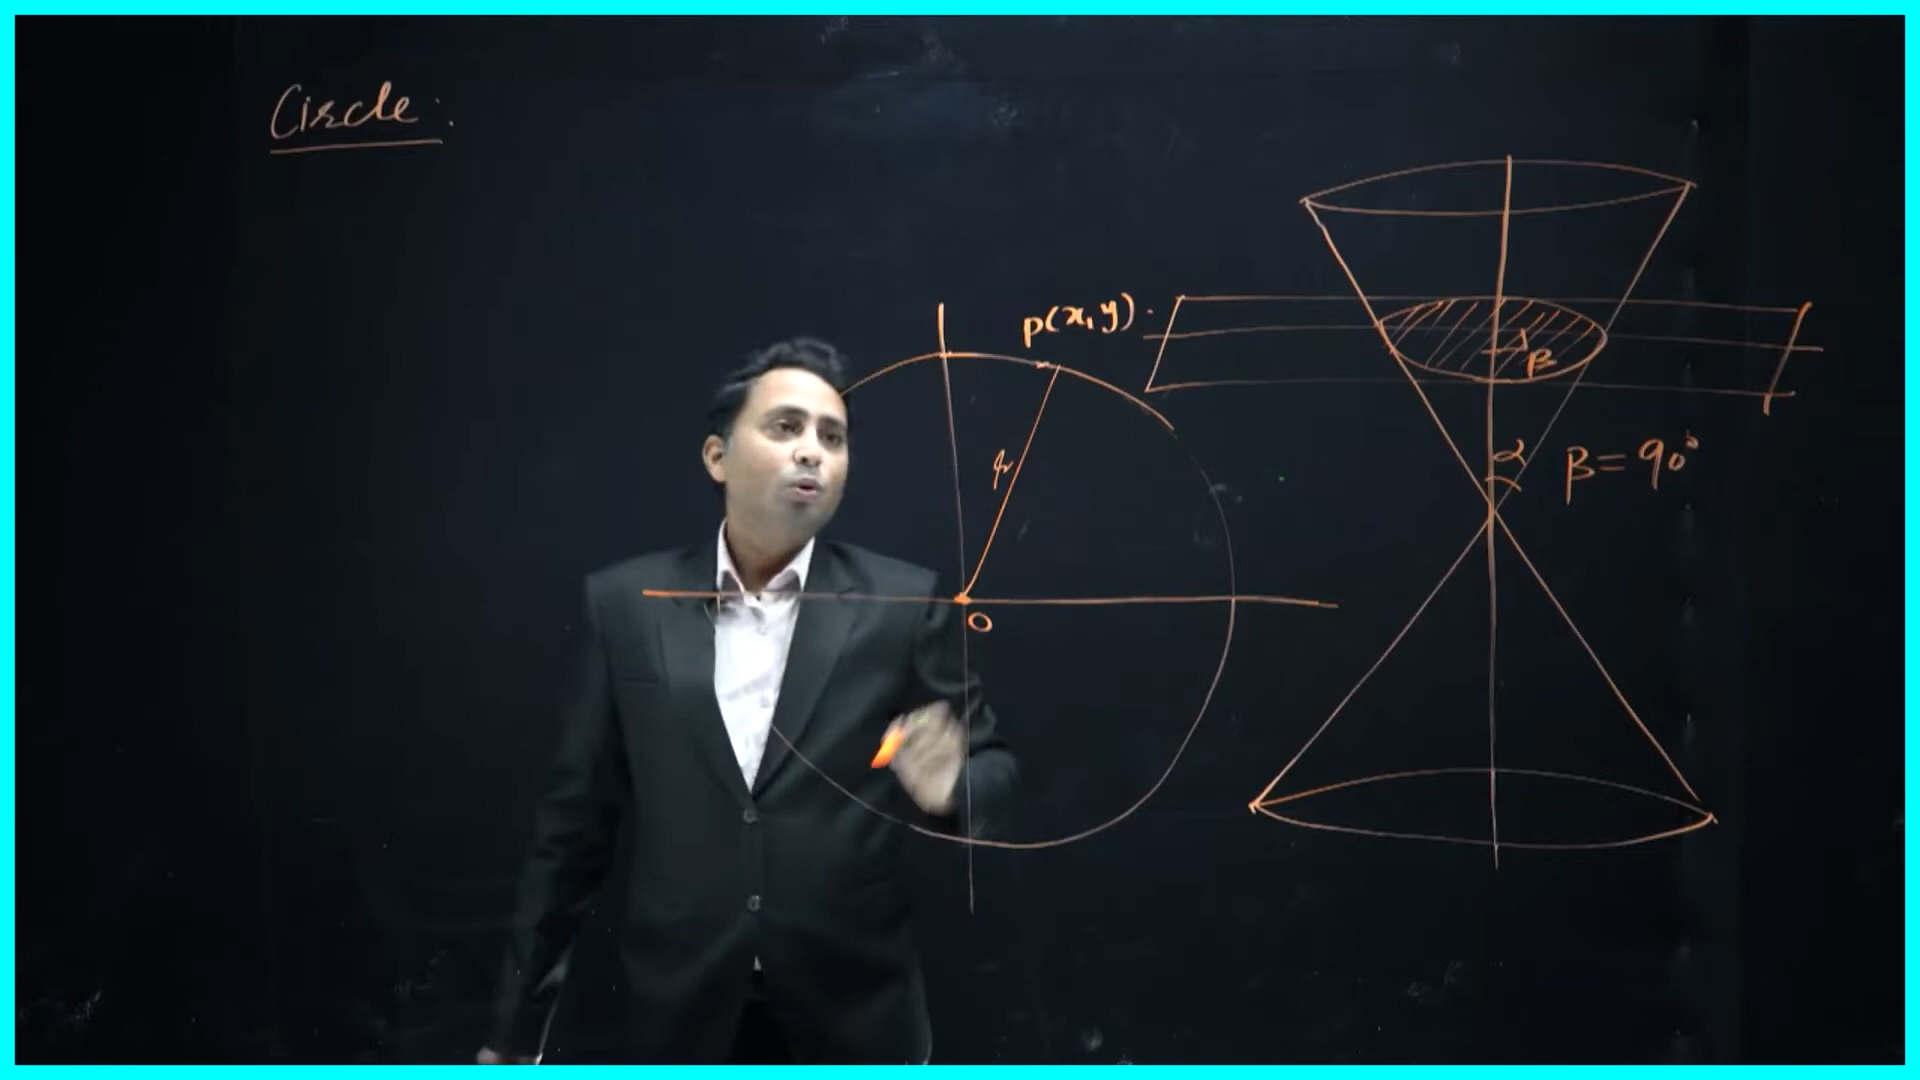 Circle:
P(x, y).
r
O
β
α
β = 90°